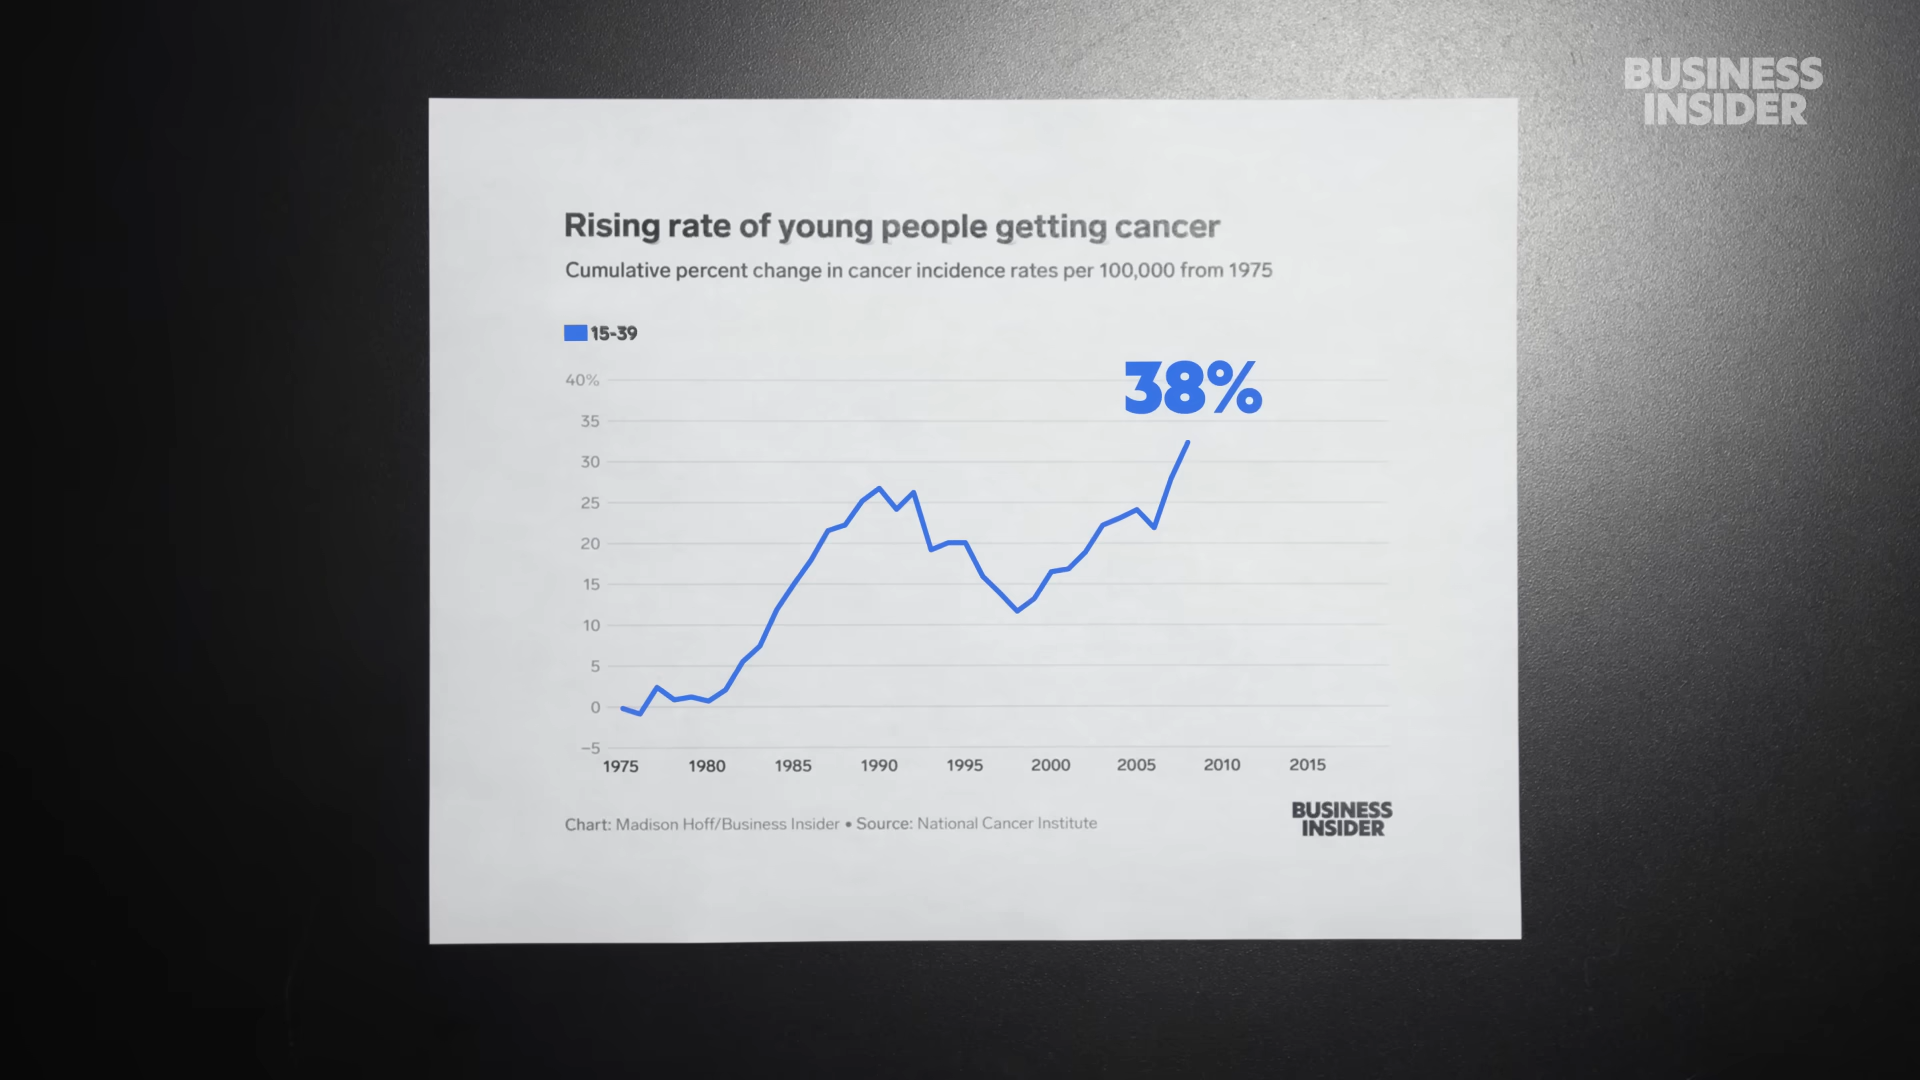 BUSINESS
INSIDER
Rising rate of young people getting cancer
Cumulative percent change in cancer incidence rates per 100,000 from 1975
15-39
38%
40%
35
30
25
20
15
10
5
0
−5
1975 1980 1985 1990 1995 2000 2005 2010 2015
Chart: Madison Hoff/Business Insider • Source: National Cancer Institute
BUSINESS
INSIDER